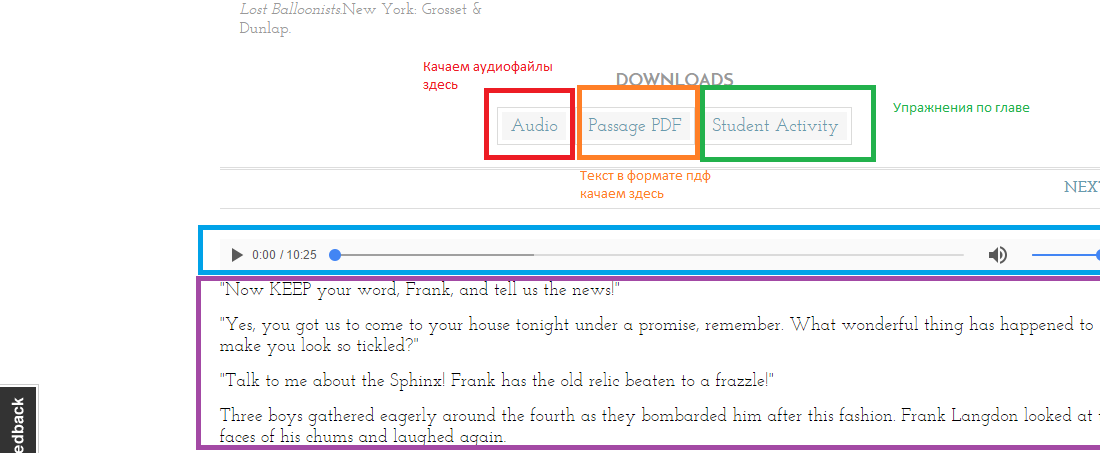 Lost Balloonists.New York: Grosset &
Dunlap.
Качаем аудиофайлы
здесь
DOWNLOADS
Audio
Passage PDF
Student Activity
Упражнения по главе
Текст в формате пдф
качаем здесь
0:00 / 10:25
"Now KEEP your word, Frank, and tell us the news!"
"Yes, you got us to come to your house tonight under a promise, remember. What wonderful thing has happened to
make you look so tickled?"
"Talk to me about the Sphinx! Frank has the old relic beaten to a frazzle!"
Three boys gathered eagerly around the fourth as they bombarded him after this fashion. Frank Langdon looked at
faces of his chums and laughed again.